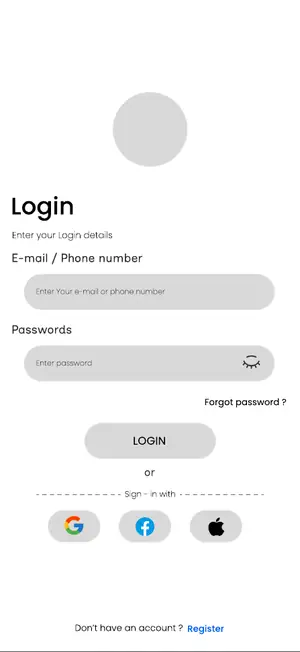 Login
Enter your Login details
E-mail / Phone number
Enter Your e-mail or phone number
Passwords
Enter password
Forgot password ?
LOGIN
or
Sign - in with
Don't have an account ? Register